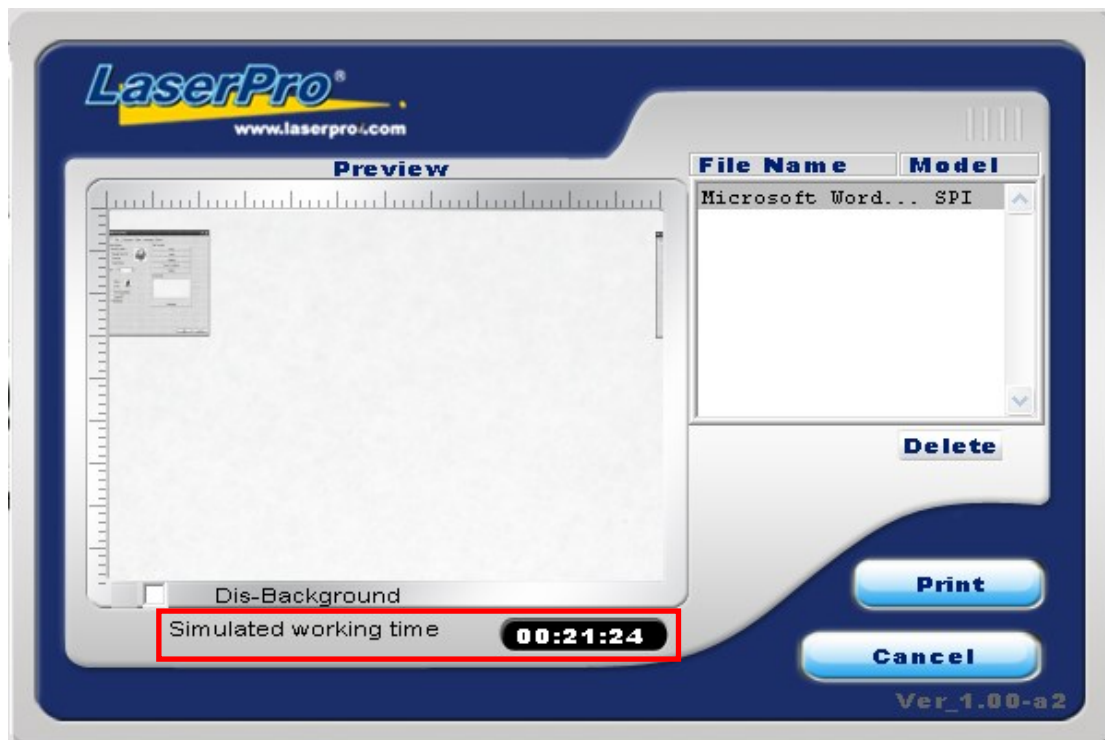 LaserPro®
www.laserproi.com
Preview
File Name Model
Microsoft Word... SPI
Delete
Dis-Background
Simulated working time 00:21:24
Print
Cancel
Ver_1.00-a2